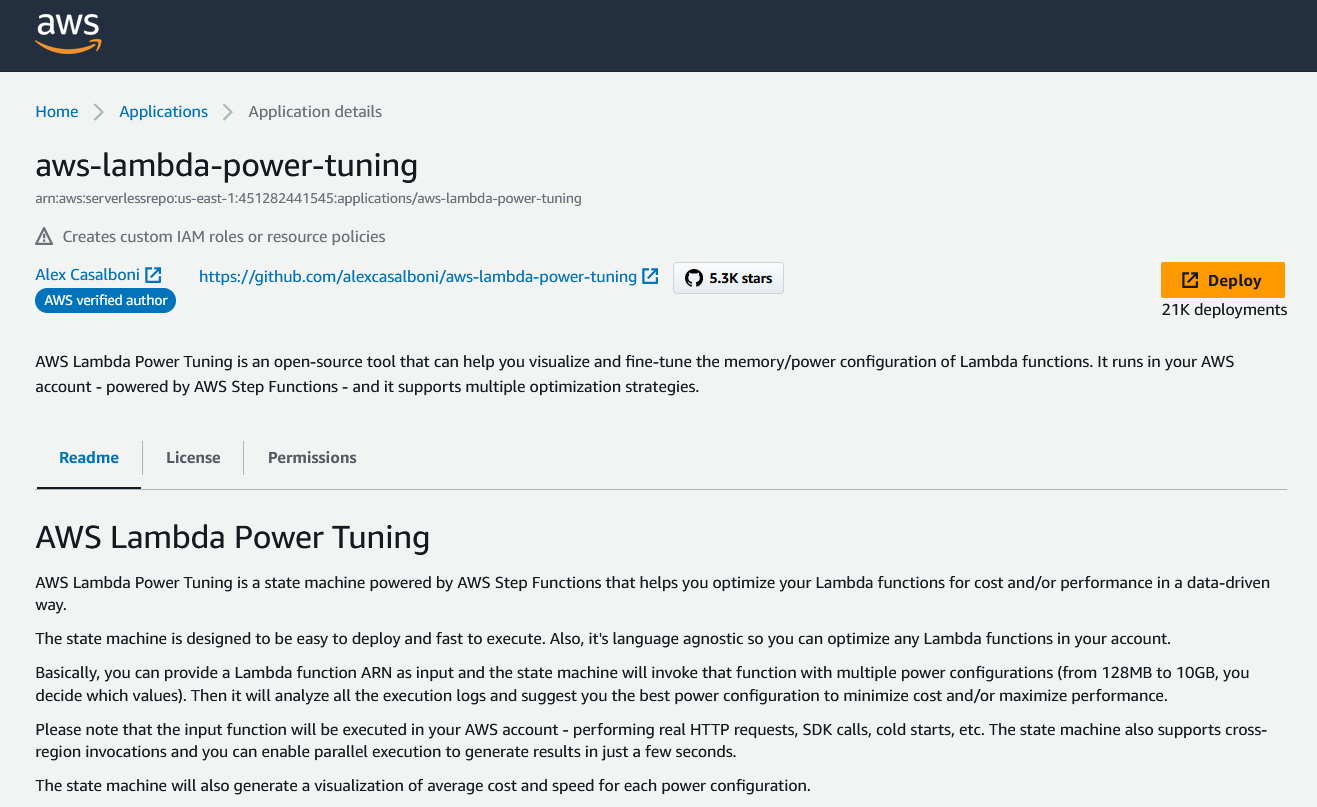 aws
Home > Applications > Application details
aws-lambda-power-tuning
arn:aws:serverlessrepo:us-east-1:451282441545:applications/aws-lambda-power-tuning
Creates custom IAM roles or resource policies
Alex Casalboni
AWS verified author
https://github.com/alexcasalboni/aws-lambda-power-tuning
5.3K stars
Deploy
21K deployments
AWS Lambda Power Tuning is an open-source tool that can help you visualize and fine-tune the memory/power configuration of Lambda functions. It runs in your AWS
account - powered by AWS Step Functions - and it supports multiple optimization strategies.
Readme License Permissions
AWS Lambda Power Tuning
AWS Lambda Power Tuning is a state machine powered by AWS Step Functions that helps you optimize your Lambda functions for cost and/or performance in a data-driven
way.
The state machine is designed to be easy to deploy and fast to execute. Also, it's language agnostic so you can optimize any Lambda functions in your account.
Basically, you can provide a Lambda function ARN as input and the state machine will invoke that function with multiple power configurations (from 128MB to 10GB, you
decide which values). Then it will analyze all the execution logs and suggest you the best power configuration to minimize cost and/or maximize performance.
Please note that the input function will be executed in your AWS account - performing real HTTP requests, SDK calls, cold starts, etc. The state machine also supports cross-
region invocations and you can enable parallel execution to generate results in just a few seconds.
The state machine will also generate a visualization of average cost and speed for each power configuration.